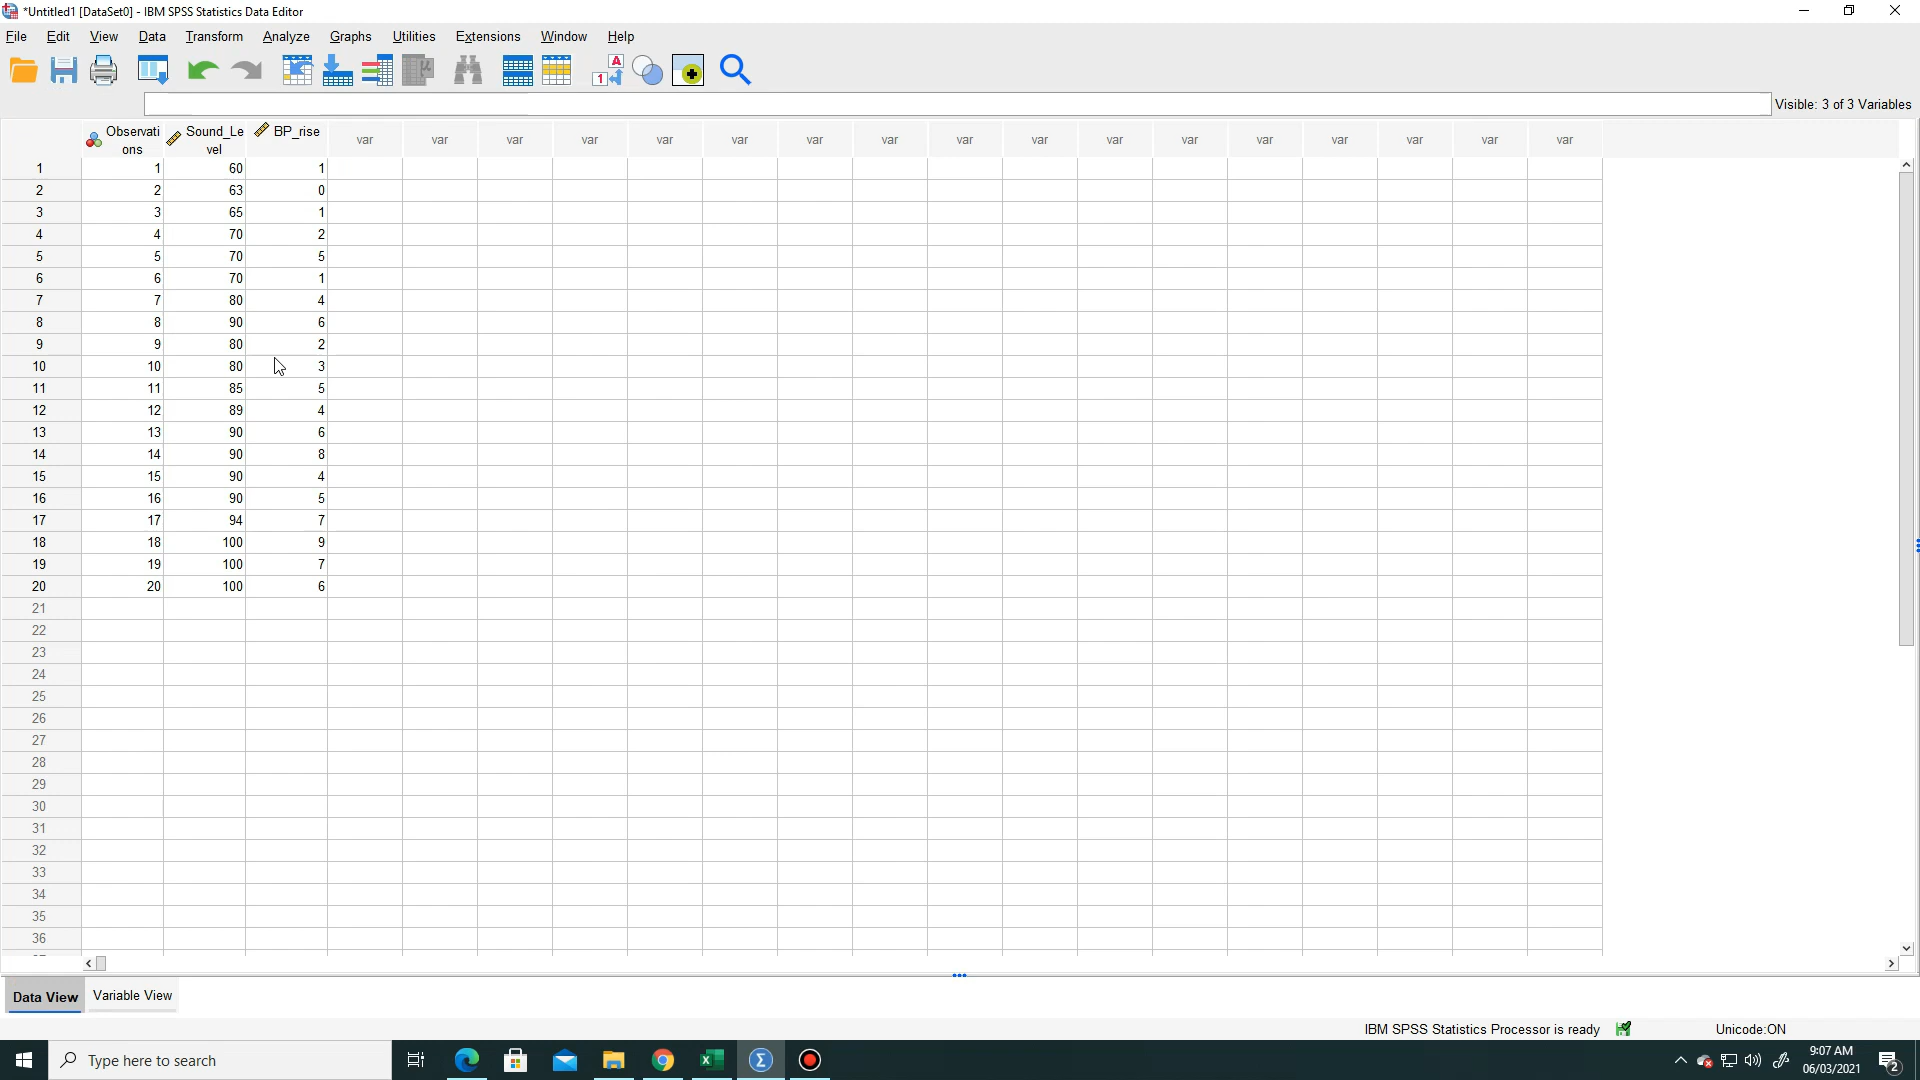 *Untitled1 [DataSet0] - IBM SPSS Statistics Data Editor
File Edit View Data Transform Analyze Graphs Utilities Extensions Window Help
Visible: 3 of 3 Variables
Observations Sound_Level BP_rise var var var var var var var var var var var var var var var var var
1 1 60 1
2 2 63 0
3 3 65 1
4 4 70 2
5 5 70 5
6 6 70 1
7 7 80 4
8 8 90 6
9 9 80 2
10 10 80 3
11 11 85 5
12 12 89 4
13 13 90 6
14 14 90 8
15 15 90 4
16 16 90 5
17 17 94 7
18 18 100 9
19 19 100 7
20 20 100 6
21
22
23
24
25
26
27
28
29
30
31
32
33
34
35
36
Data View Variable View
IBM SPSS Statistics Processor is ready Unicode:ON
Type here to search
9:07 AM
06/03/2021
2